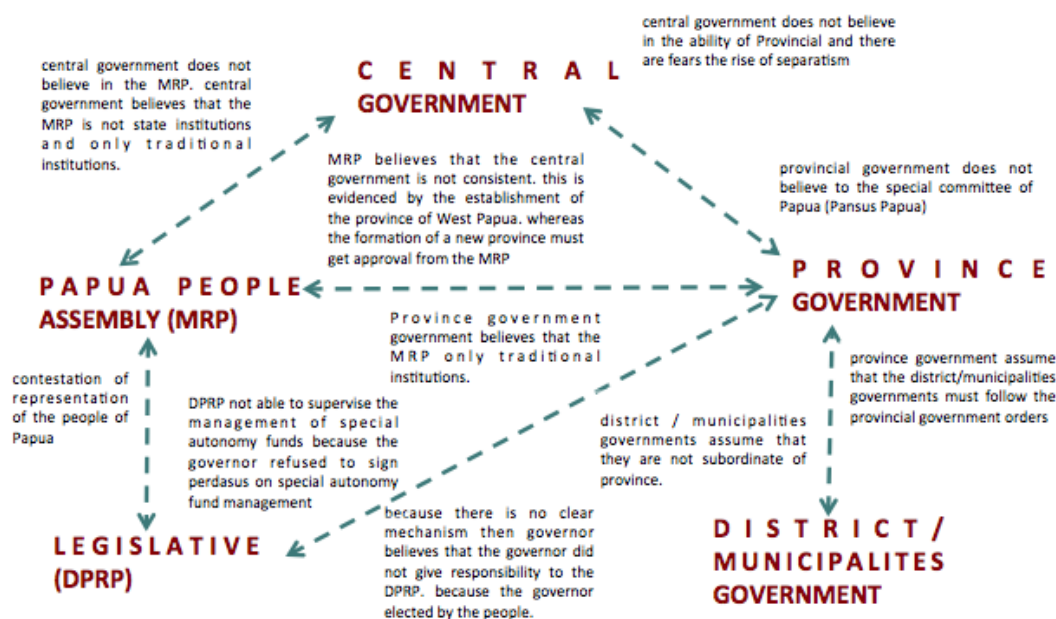 central government does not believe
in the ability of Provincial and there
are fears the rise of separatism
central government does not
believe in the MRP. central
government believes that the
MRP is not state institutions
and only traditional
institutions.
CENTRAL
GOVERNMENT
MRP believes that the central
government is not consistent. this is
evidenced by the establishment of
the province of West Papua. whereas
the formation of a new province must
get approval from the MRP
provincial government does not
believe to the special committee of
Papua (Pansus Papua)
PAPUA PEOPLE
ASSEMBLY (MRP)
PROVINCE
GOVERNMENT
Province government
government believes that the
MRP only traditional
institutions.
contestation of
representation
of the people of
Papua
DPRP not able to supervise the
management of special
autonomy funds because the
governor refused to sign
perdasus on special autonomy
fund management
district / municipalities
governments assume that
they are not subordinate of
province.
province government assume
that the district/municipalities
governments must follow the
provincial government orders
LEGISLATIVE
(DPRP)
because there is no clear
mechanism then governor
believes that the governor did
not give responsibility to the
DPRP. because the governor
elected by the people.
DISTRICT/
MUNICIPALITES
GOVERNMENT